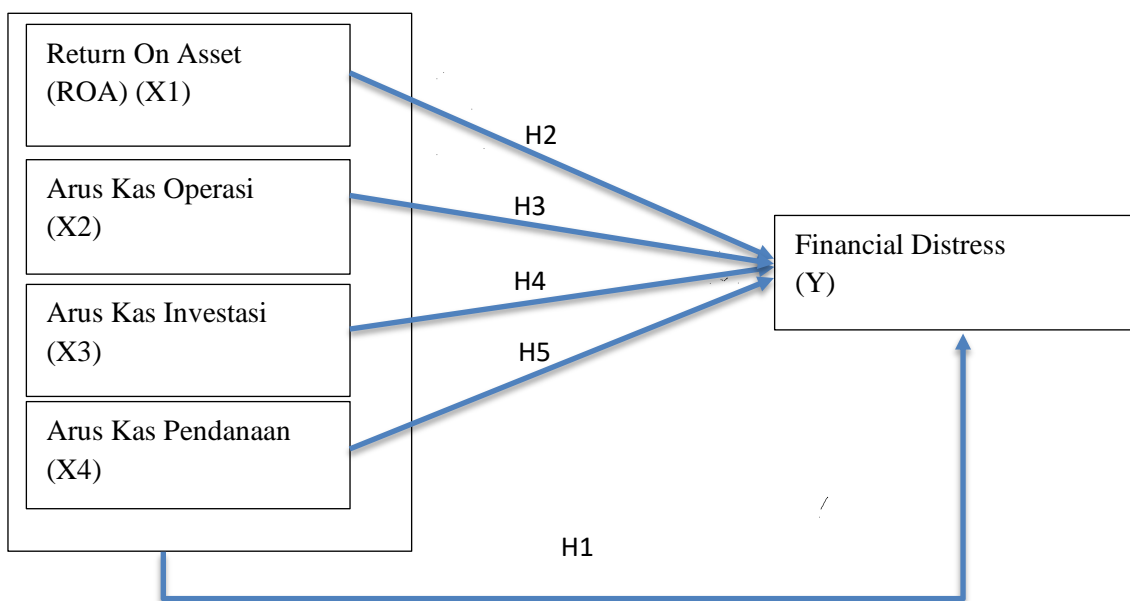 Return On Asset
(ROA) (X1)
H2
Arus Kas Operasi
(X2)
H3
Financial Distress
(Y)
H4
Arus Kas Investasi
(X3)
H5
Arus Kas Pendanaan
(X4)
H1